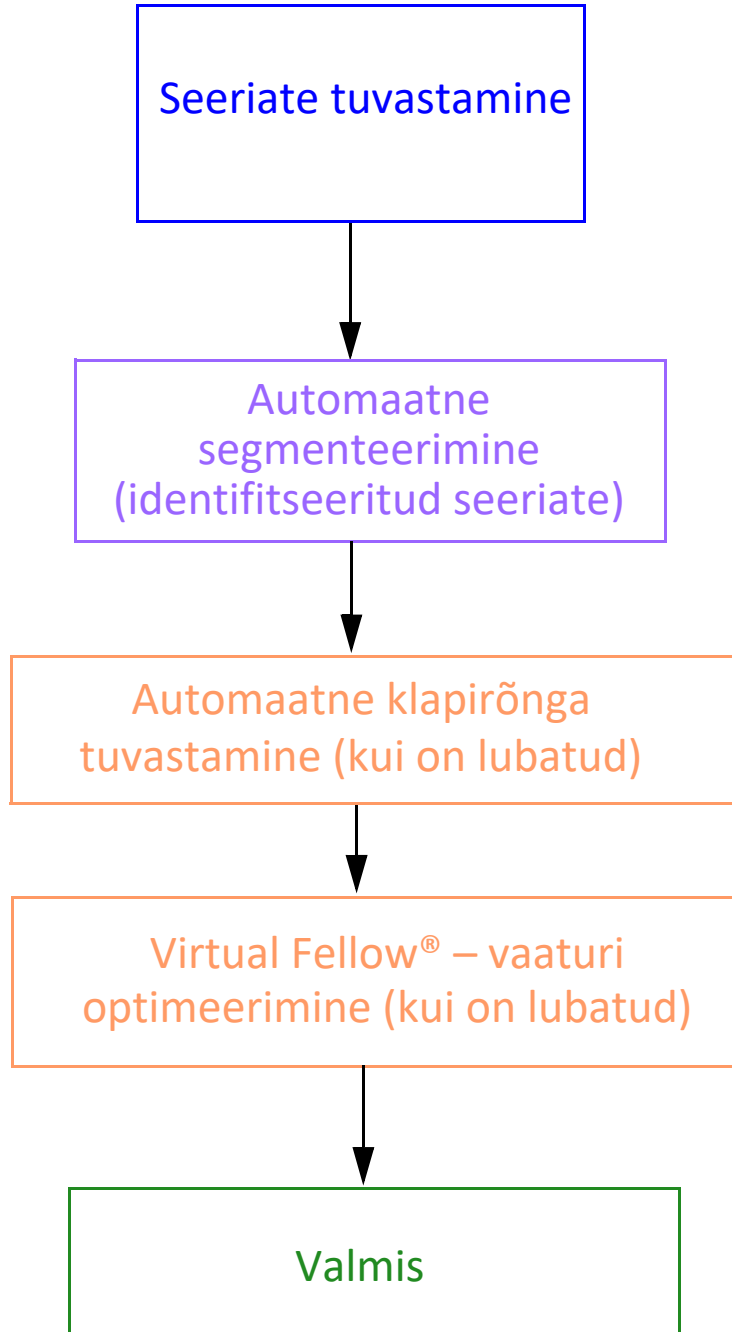 Seeriate tuvastamine
Automaatne
segmenteerimine
(identifitseeritud seeriate)
Automaatne klapirõnga
tuvastamine (kui on lubatud)
Virtual Fellow® – vaaturi
optimeerimine (kui on lubatud)
Valmis